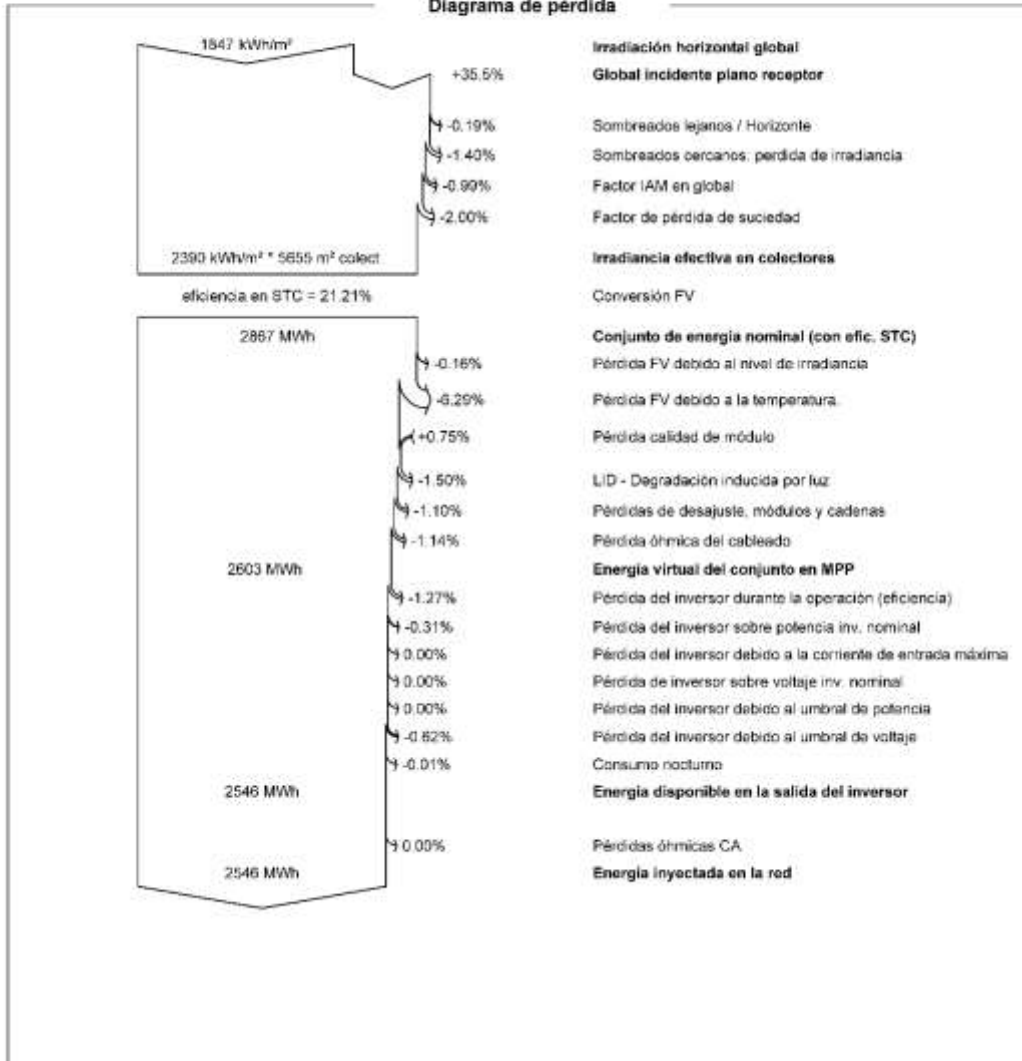 Diagrama de pérdida
1847 kWh/m² Irradiación horizontal global
+35.5% Global incidente plano receptor
-0.19% Sombreados lejanos / Horizonte
-1.40% Sombreados cercanos: perdida de irradiancia
-0.99% Factor IAM en global
-2.00% Factor de pérdida de suciedad
2390 kWh/m² * 5655 m² colect Irradiancia efectiva en colectores
eficiencia en STC = 21.21% Conversión FV
2867 MWh Conjunto de energía nominal (con efic. STC)
-0.16% Pérdida FV debido al nivel de irradiancia
-6.29% Pérdida FV debido a la temperatura.
+0.75% Pérdida calidad de módulo
-1.50% LID - Degradación inducida por luz
-1.10% Pérdidas de desajuste, módulos y cadenas
-1.14% Pérdida óhmica del cableado
2603 MWh Energía virtual del conjunto en MPP
-1.27% Pérdida del inversor durante la operación (eficiencia)
-0.31% Pérdida del inversor sobre potencia inv. nominal
0.00% Pérdida del inversor debido a la corriente de entrada máxima
0.00% Pérdida de inversor sobre voltaje inv. nominal
0.00% Pérdida del inversor debido al umbral de potencia
-0.62% Pérdida del inversor debido al umbral de voltaje
-0.01% Consumo nocturno
2546 MWh Energía disponible en la salida del inversor
0.00% Pérdidas óhmicas CA
2546 MWh Energía inyectada en la red